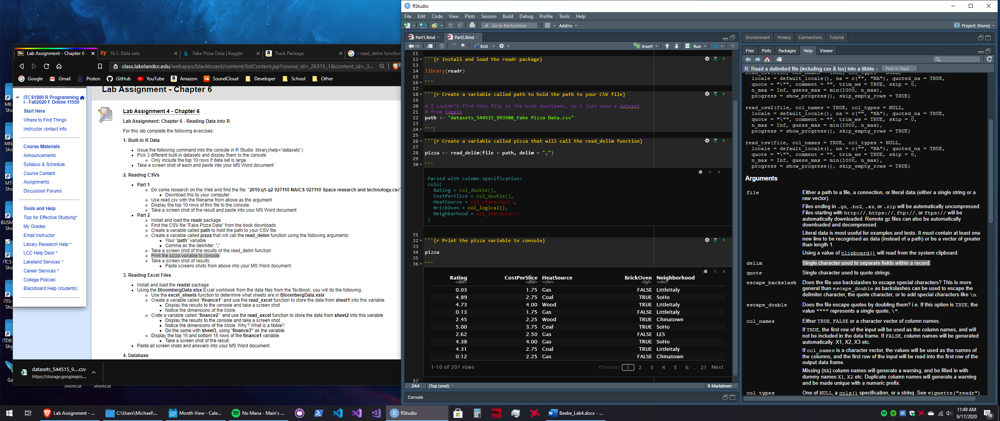 RStudio
File Edit Code View Plots Session Build Debug Profile Tools Help
Go to file/function Addins Project: (None)
Part1.Rmd Part2.Rmd
Knit Insert Run
11
12 ```{r Install and load the readr package}
13
14 library(readr)
15
16 ```
17
18 ```{r Create a variable called path to hold the path to your CSV file}
19
20 # I couldn't find this file in the book downloads, so I just used a dataset
21 # from kaggle
22 path <- "datasets_544515_993508_Fake Pizza Data.csv"
23
24 ```
25
26 ```{r Create a variable called pizza that will call the read_delim function}
27
28 pizza <- read_delim(file = path, delim = ",")
29
30 ```
Parsed with column specification:
cols(
Rating = col_double(),
CostPerSlice = col_double(),
HeatSource = col_character(),
BrickOven = col_logical(),
Neighborhood = col_character()
)
31
32 ```{r Print the pizza variable to console}
33
34 pizza
35
36 ```
Rating CostPerSlice HeatSource BrickOven Neighborhood
<dbl> <dbl> <chr> <lgl> <chr>
0.03 1.75 Gas FALSE LittleItaly
4.89 2.75 Coal TRUE SoHo
4.73 4.00 Wood TRUE LittleItaly
0.13 1.75 Gas FALSE LittleItaly
2.45 2.25 Wood TRUE Chinatown
5.00 3.75 Coal TRUE SoHo
2.62 2.50 Gas FALSE LES
4.38 4.00 Gas TRUE SoHo
4.31 2.75 Coal TRUE LittleItaly
0.12 2.25 Gas FALSE Chinatown
1-10 of 201 rows Previous 1 2 3 4 5 6 ... 21 Next
37
24:4 (Top Level) R Markdown
Console
Environment History Connections Tutorial
Files Plots Packages Help Viewer
R: Read a delimited file (including csv & tsv) into a tibble Find in Topic
read_csv(file, col_names = TRUE, col_types = NULL,
locale = default_locale(), na = c("", "NA"), quoted_na = TRUE,
quote = "\"", comment = "", trim_ws = TRUE, skip = 0,
n_max = Inf, guess_max = min(1000, n_max),
progress = show_progress(), skip_empty_rows = TRUE)
read_csv2(file, col_names = TRUE, col_types = NULL,
locale = default_locale(), na = c("", "NA"), quoted_na = TRUE,
quote = "\"", comment = "", trim_ws = TRUE, skip = 0,
n_max = Inf, guess_max = min(1000, n_max),
progress = show_progress(), skip_empty_rows = TRUE)
read_tsv(file, col_names = TRUE, col_types = NULL,
locale = default_locale(), na = c("", "NA"), quoted_na = TRUE,
quote = "\"", comment = "", trim_ws = TRUE, skip = 0,
n_max = Inf, guess_max = min(1000, n_max),
progress = show_progress(), skip_empty_rows = TRUE)
Arguments
file Either a path to a file, a connection, or literal data (either a single string or a
raw vector).
Files ending in .gz, .bz2, .xz, or .zip will be automatically uncompressed.
Files starting with http://, https://, ftp://, or ftps:// will be
automatically downloaded. Remote gz files can also be automatically
downloaded and decompressed.
Literal data is most useful for examples and tests. It must contain at least one
new line to be recognised as data (instead of a path) or be a vector of greater
than length 1.
Using a value of clipboard() will read from the system clipboard.
delim Single character used to separate fields within a record.
quote Single character used to quote strings.
escape_backslash Does the file use backslashes to escape special characters? This is more
general than escape_double as backslashes can be used to escape the
delimiter character, the quote character, or to add special characters like \n.
escape_double Does the file escape quotes by doubling them? i.e. If this option is TRUE, the
value """" represents a single quote, \".
col_names Either TRUE, FALSE or a character vector of column names.
If TRUE, the first row of the input will be used as the column names, and will
not be included in the data frame. If FALSE, column names will be generated
automatically: X1, X2, X3 etc.
If col_names is a character vector, the values will be used as the names of
the columns, and the first row of the input will be read into the first row of the
output data frame.
Missing (NA) column names will generate a warning, and be filled in with
dummy names X1, X2 etc. Duplicate column names will generate a warning
and be made unique with a numeric prefix.
col_types One of NULL, a cols() specification, or a string. See vignette("readr")
Bb Lab Assignment - Chapter 6 - zy 16.1. Data sets k Fake Pizza Data | Kaggle Track Package r read_delim function
class.lakelandcc.edu/webapps/blackboard/content/listContent.jsp?course_id=_26315_1&content_id=_3... 1
Google Gmail Proton GitHub YouTube Amazon SoundCloud Developer School Other
ITCS1880 R Programming
I - Fall2020 F Online 11550
Start Here
Where to Find Things
Instructor contact info
Course Materials
Announcements
Syllabus & Schedule
Course Content
Assignments
Discussion Forums
Tools and Help
Tips for Effective Studying*
My Grades
Email Instructor
Library Research Help *
LCC Help Desk *
Lakeland Services *
Career Services *
College Policies
Blackboard Help (students)
Lab Assignment - Chapter 6
Lab Assignment 4 - Chapter 6
Lab Assignment: Chapter 6 - Reading Data into R
For this lab complete the following exercises:
1. Built-In R Data
Issue the following command into the console in R Studio: library(help="datasets")
Pick 3 different built-in datasets and display them to the console
Only include the top 10 rows if data set is large
Take a screen shot of each and paste into your MS Word document
2. Reading CSVs
Part 1
Do some research on the Web and find the file: "2019.q1-q2 927110 NAICS 927110 Space research and technology.csv"
Download this to your computer
Use read.csv with the filename from above as the argument
Display the top 10 rows of this file to the console.
Take a screen shot of the result and paste into your MS Word document
Part 2
Install and load the readr package
Find the CSV file "Fake Pizza Data" from the book downloads
Create a variable called path to hold the path to your CSV file
Create a variable called pizza that will call the read_delim function using the following arguments:
Your "path" variable
Comma as the delimiter: ','
Take a screen shot of the results of the read_delim function
Print the pizza variable to console
Take a screen shot of results.
Paste screens shots from above into your MS Word document.
3. Reading Excel Files
Install and load the readxl package
Using the BloombergData.xlsx Excel workbook from the data files from the Textbook, you will do the following:
Use the excel_sheets function to determine what sheets are in BloombergData.xslx
Create a variable called "finance1" and use the read_excel function to store the data from sheet1 into this variable.
Display the results to the console and take a screen shot.
Notice the dimensions of the tibble.
Crate a variable called "finance2" and use the read_excel function to store the data from sheet2 into this variable
Display the results to the console and take a screen shot.
Notice the dimensions of the tibble. Why? What is a tibble?
Do the same with sheet3, using "finance3" as the variable.
Display the top 15 and bottom 15 rows of the finance1 variable.
Take a screen shot of the result.
Paste all screen shots and answers into your MS Word document.
4. Database
datasets_544515_9....csv
https://storage.googleapis....
MK-
Sho
MN-
Sho
MT-
Sho
BUSM
Sho
ITCS-
Sho
ITIS-
Sho
ITDB-
Sho
Ga
Shortcut Shortcut
Lab Assignment - ... C:\Users\Michael\... Month View - Cale... No Mana - Main's ... RStudio Beebe_Lab4.docx - ...
11:49 AM
9/17/2020
19